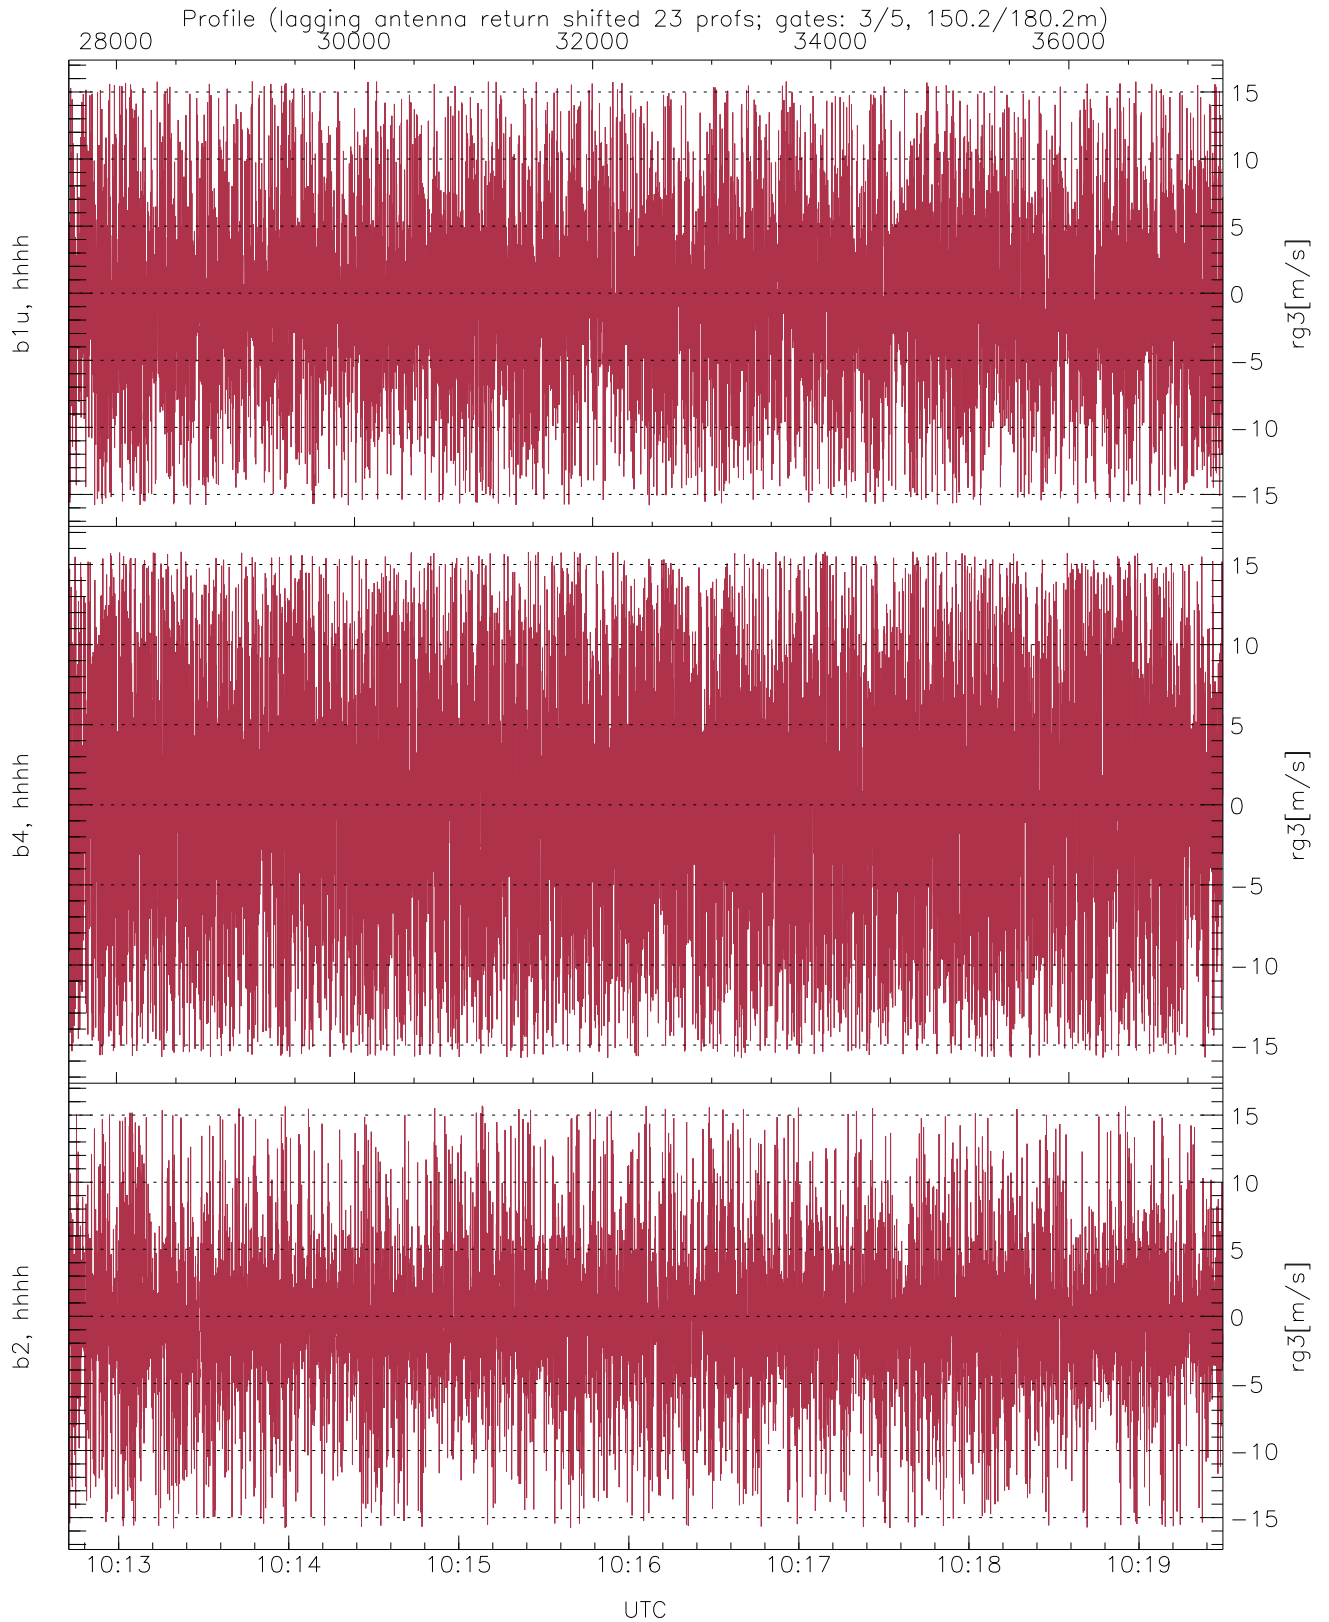 Profile (lagging antenna return shifted 23 profs; gates: 3/5, 150.2/180.2m)
28000 30000 32000 34000 36000
b1u, hhhh
15
10
5
0
-5
-10
-15
rg3[m/s]
b4, hhhh
15
10
5
0
-5
-10
-15
rg3[m/s]
b2, hhhh
15
10
5
0
-5
-10
-15
rg3[m/s]
10:13 10:14 10:15 10:16 10:17 10:18 10:19
UTC